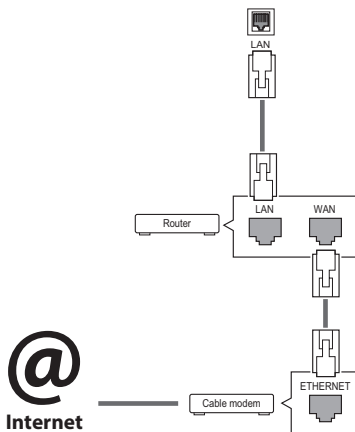 LAN
LAN WAN
Router
ETHERNET
@
Cable modem
Internet